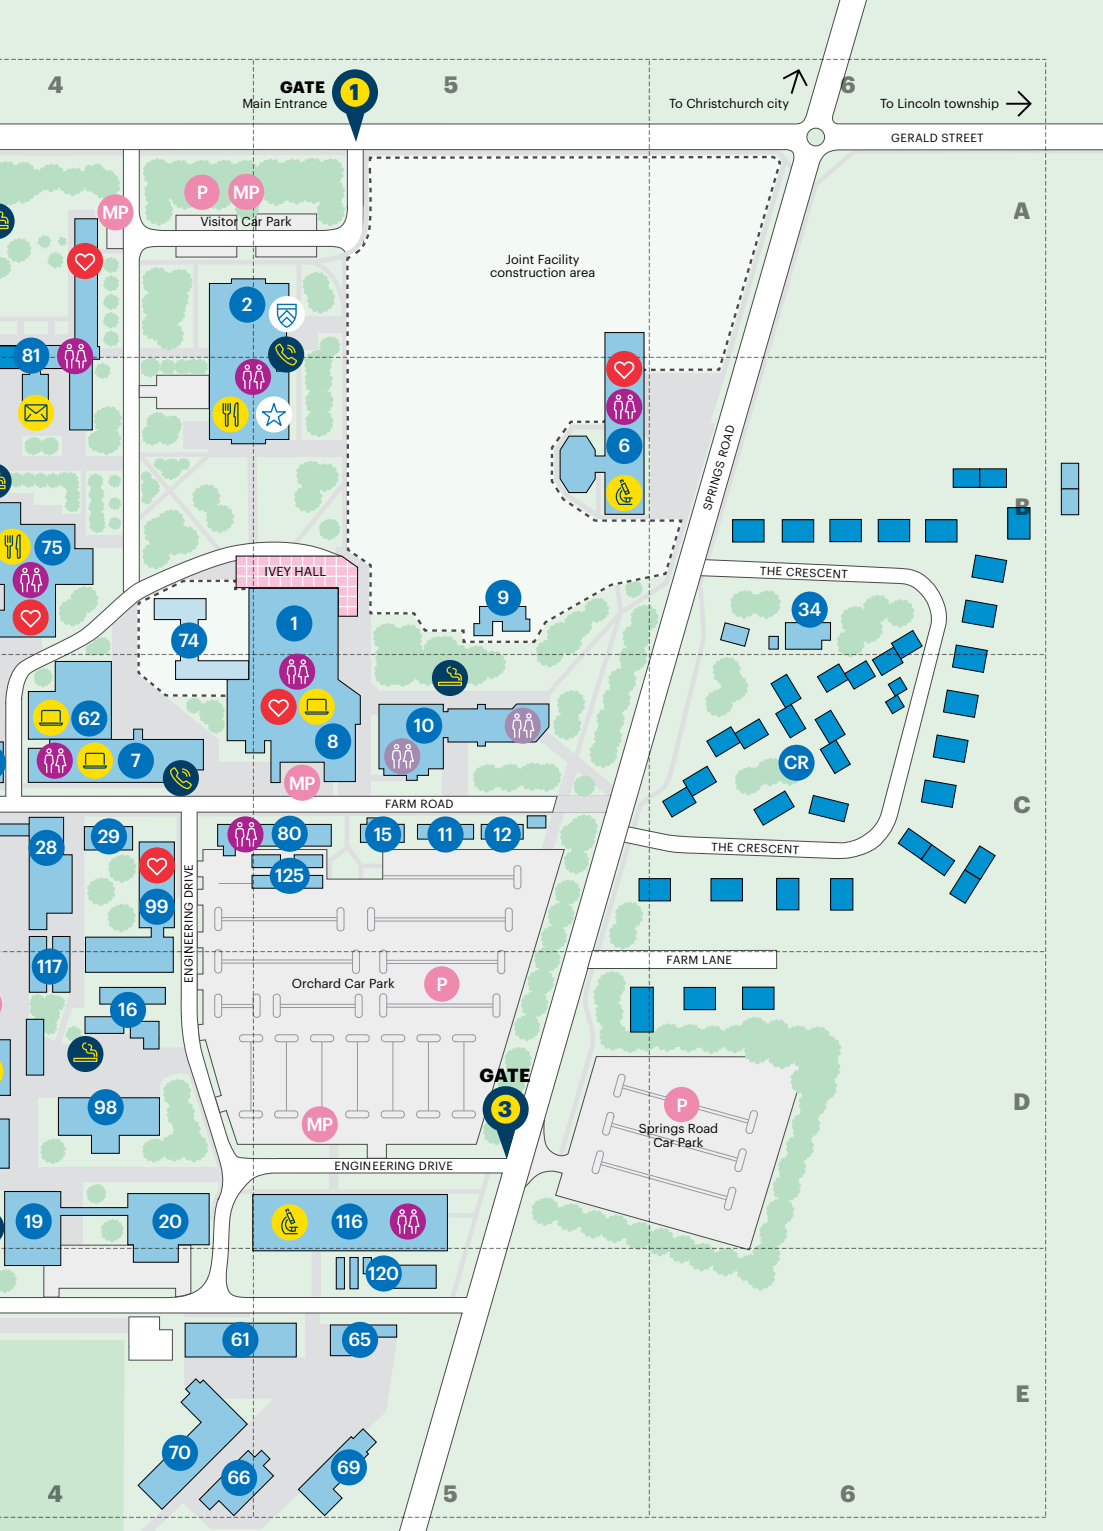 4
GATE
Main Entrance
1
5
To Christchurch city
6
To Lincoln township
GERALD STREET
P
MP
MP
Visitor Car Park
A
Joint Facility
construction area
2
81
6
SPRINGS ROAD
B
75
IVEY HALL
THE CRESCENT
9
34
1
74
62
10
8
7
CR
MP
FARM ROAD
C
28
29
80
15
11
12
THE CRESCENT
125
99
ENGINEERING DRIVE
117
FARM LANE
Orchard Car Park
P
16
GATE
3
98
MP
P
Springs Road
Car Park
D
ENGINEERING DRIVE
19
20
116
120
61
65
E
70
66
69
4
5
6